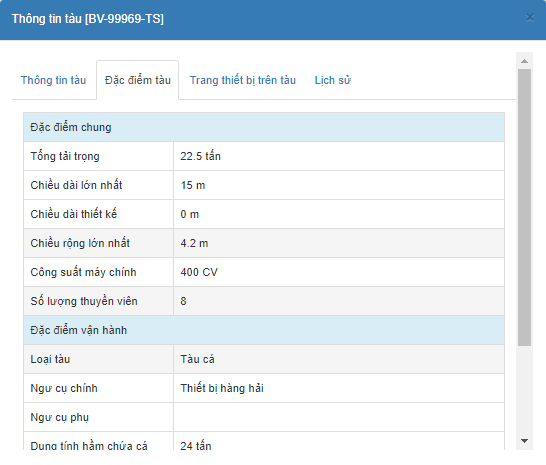 Thông tin tàu [BV-99969-TS]
×
Thông tin tàu Đặc điểm tàu Trang thiết bị trên tàu Lịch sử
Đặc điểm chung
Tổng tải trọng 22.5 tấn
Chiều dài lớn nhất 15 m
Chiều dài thiết kế 0 m
Chiều rộng lớn nhất 4.2 m
Công suất máy chính 400 CV
Số lượng thuyền viên 8
Đặc điểm vận hành
Loại tàu Tàu cá
Ngư cụ chính Thiết bị hàng hải
Ngư cụ phụ
Dung tính hầm chứa cá 24 tấn